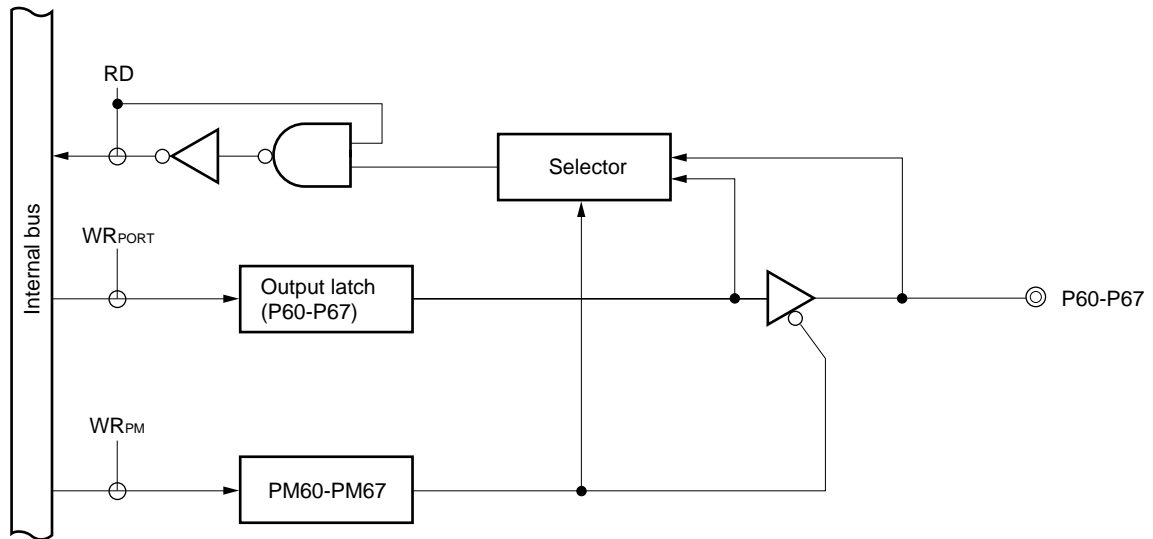 RD
Selector
Internal bus
WRPORT
Output latch
(P60-P67)
P60-P67
WRPM
PM60-PM67